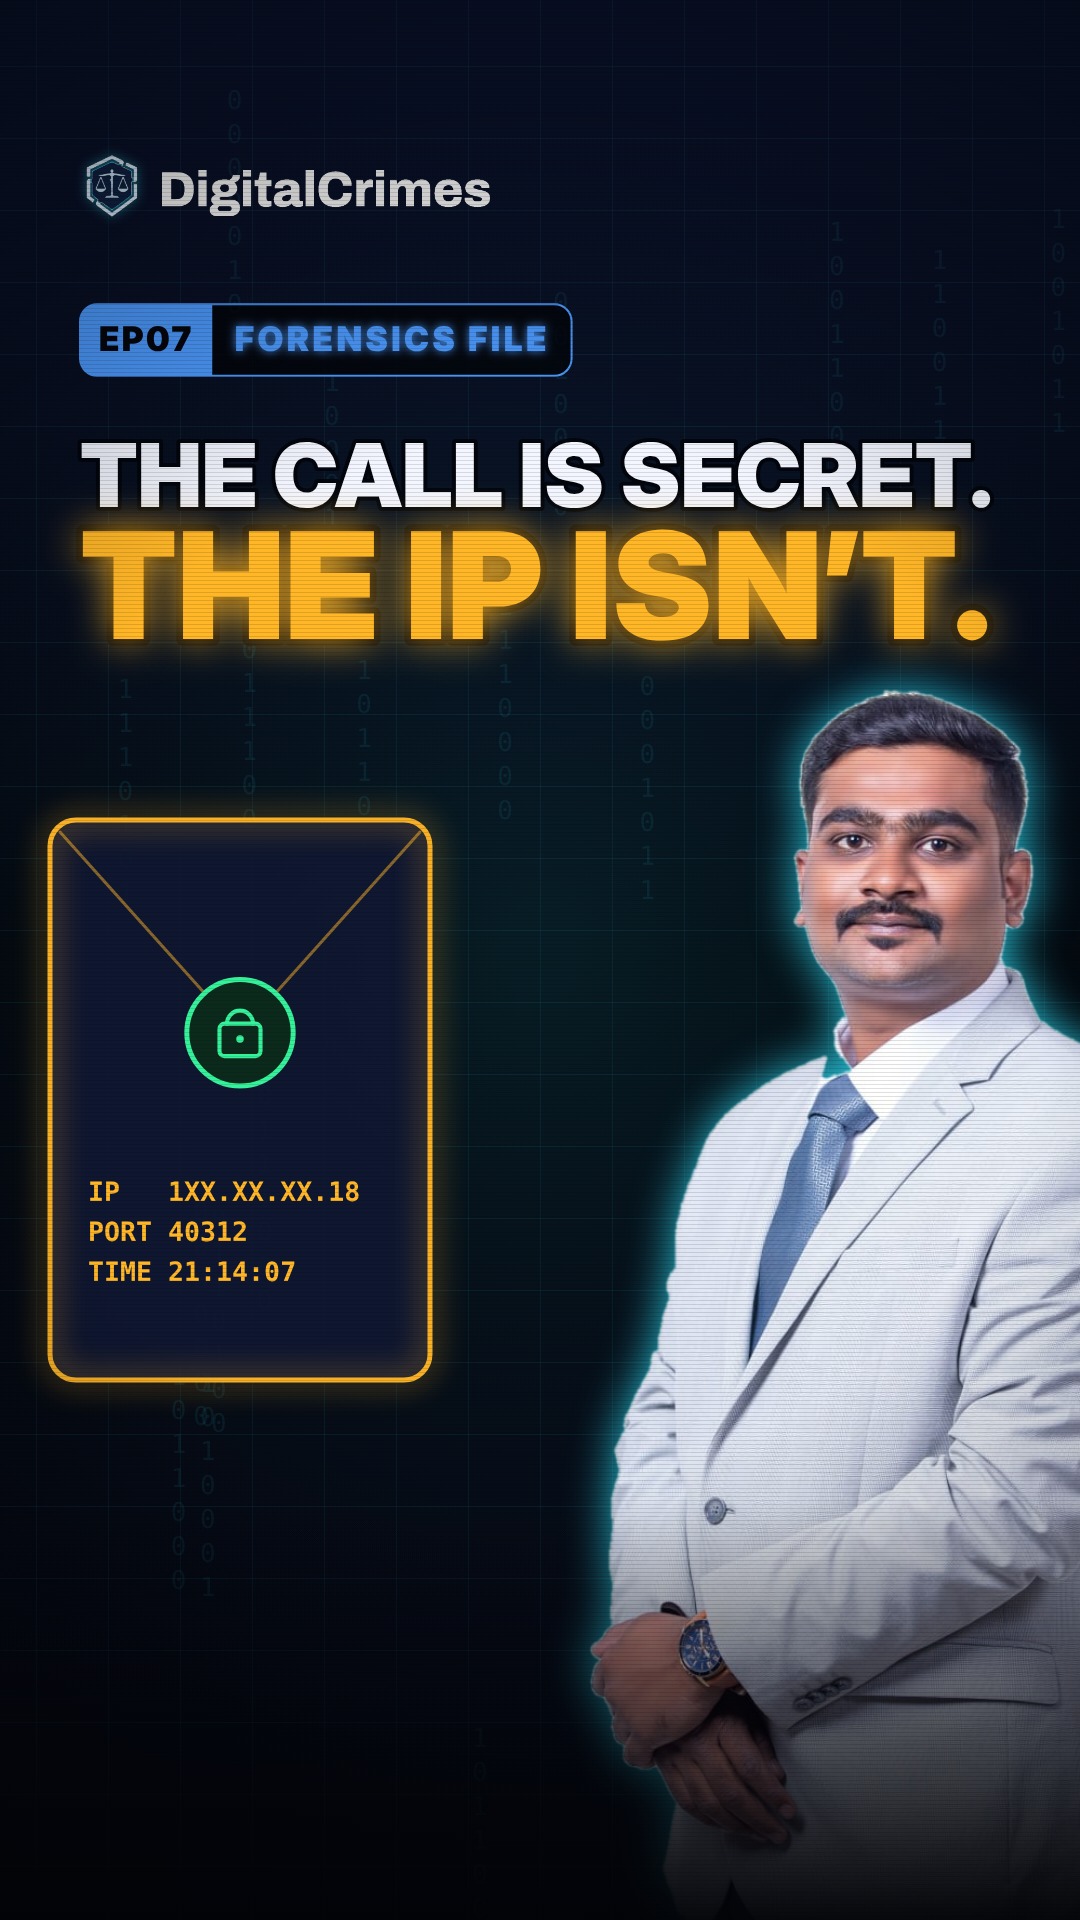 DigitalCrimes
EP07 FORENSICS FILE
THE CALL IS SECRET.
THE IP ISN'T.
IP 1XX.XX.XX.18
PORT 40312
TIME 21:14:07